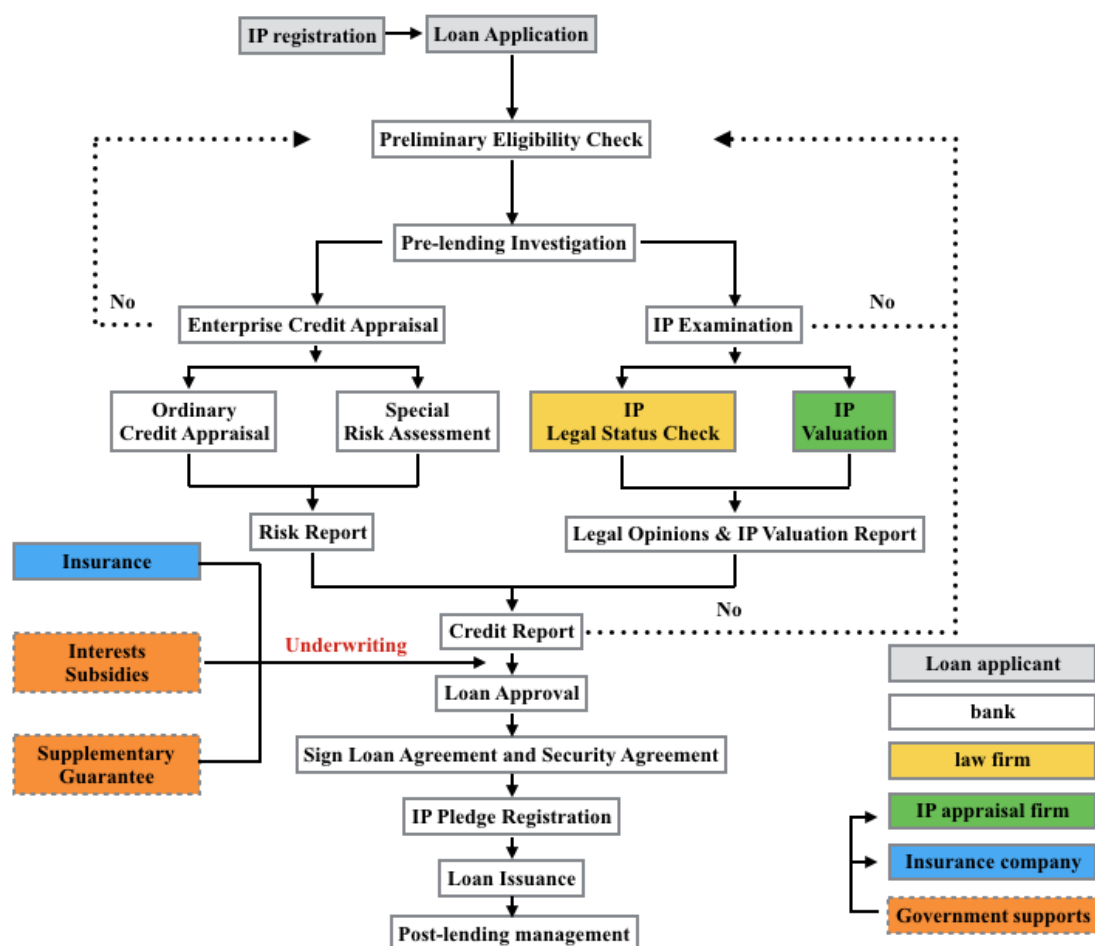 IP registration
Loan Application
Preliminary Eligibility Check
Pre-lending Investigation
No
No
Enterprise Credit Appraisal
IP Examination
Ordinary
Credit Appraisal
Special
Risk Assessment
IP
Legal Status Check
IP
Valuation
Risk Report
Legal Opinions & IP Valuation Report
Insurance
No
Credit Report
Interests
Subsidies
Underwriting
Loan Approval
Supplementary
Guarantee
Sign Loan Agreement and Security Agreement
IP Pledge Registration
Loan Issuance
Post-lending management
Loan applicant
bank
law firm
IP appraisal firm
Insurance company
Government supports